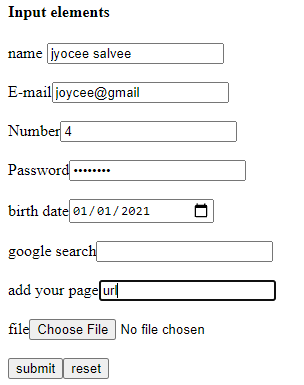 Input elements
name jyocee salvee
E-mail joycee@gmail
Number 4
Password ••••••••
birth date 01/01/2021
google search
add your page url
file Choose File No file chosen
submit reset